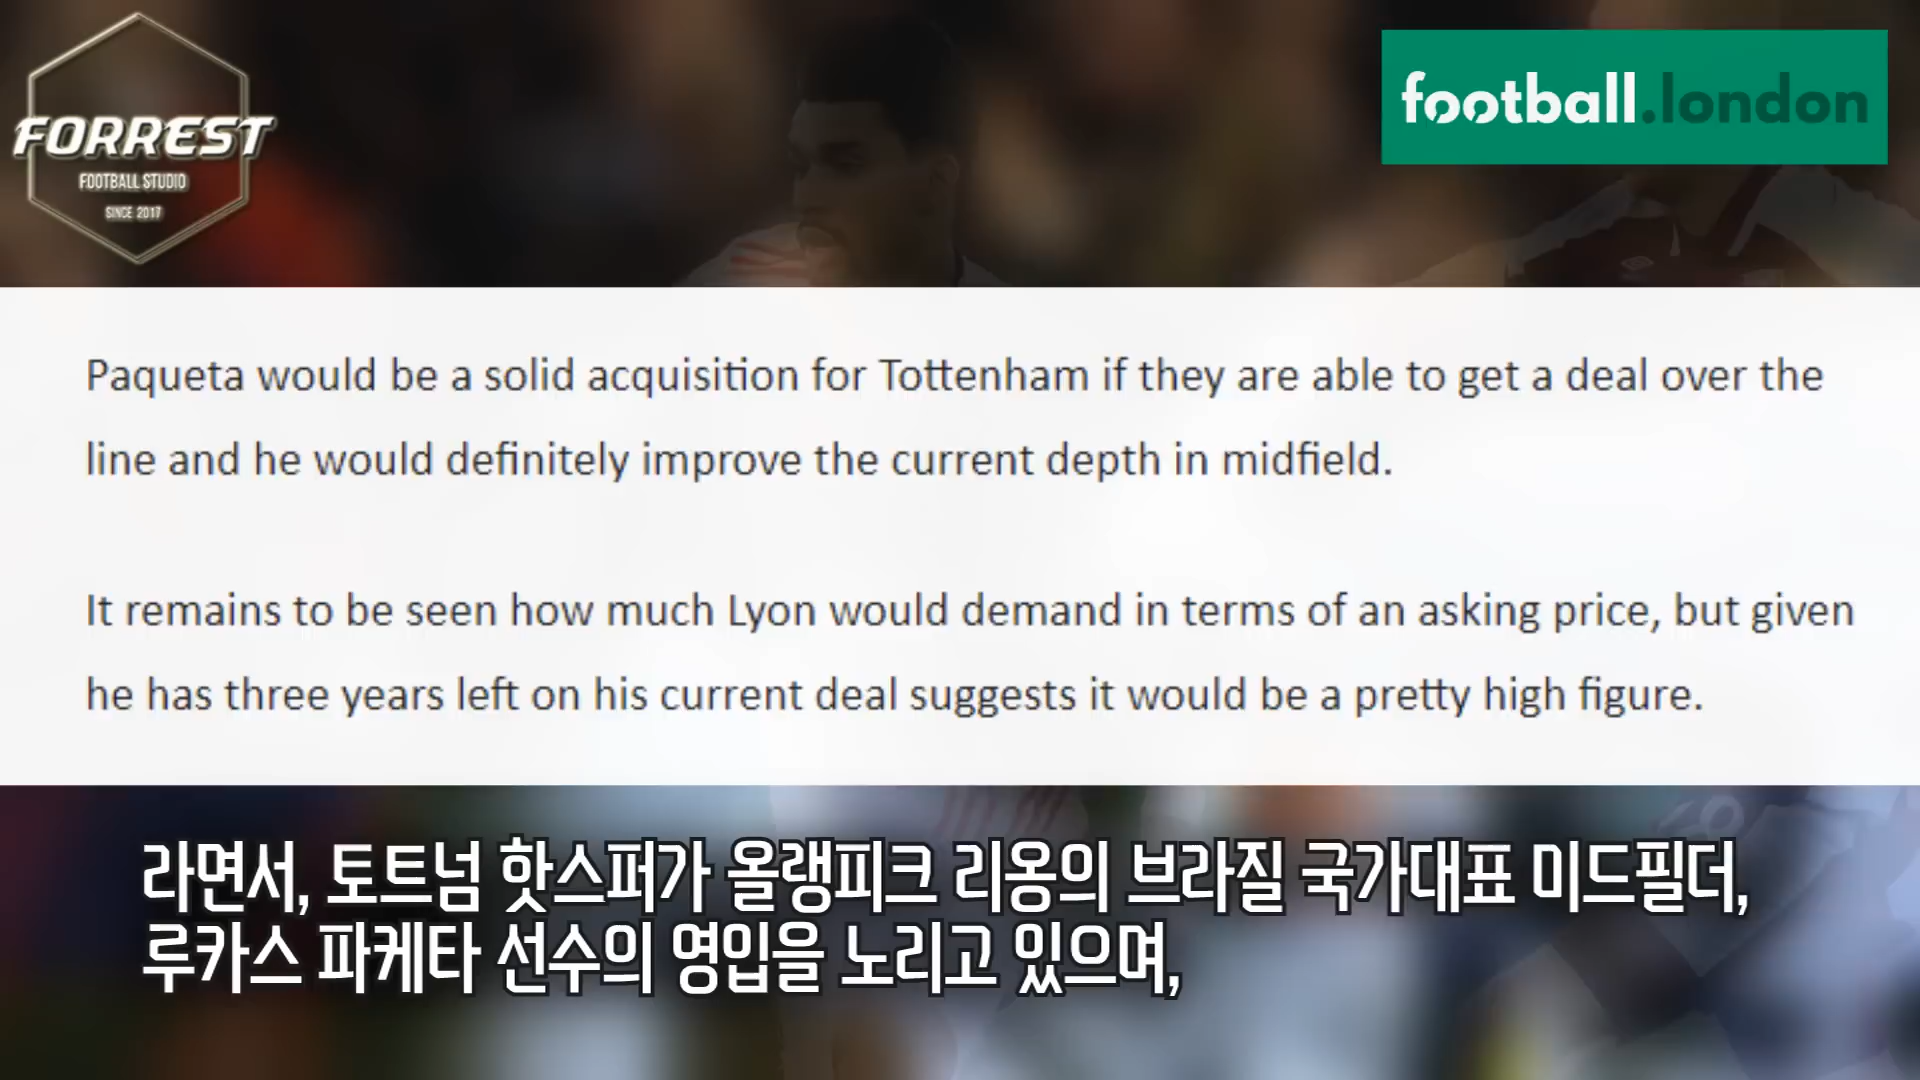 FORREST
FOOTBALL STUDIO
SINCE 2017
football.london
Paqueta would be a solid acquisition for Tottenham if they are able to get a deal over the
line and he would definitely improve the current depth in midfield.
It remains to be seen how much Lyon would demand in terms of an asking price, but given
he has three years left on his current deal suggests it would be a pretty high figure.
라면서, 토트넘 핫스퍼가 올랭피크 리옹의 브라질 국가대표 미드필더,
루카스 파케타 선수의 영입을 노리고 있으며,